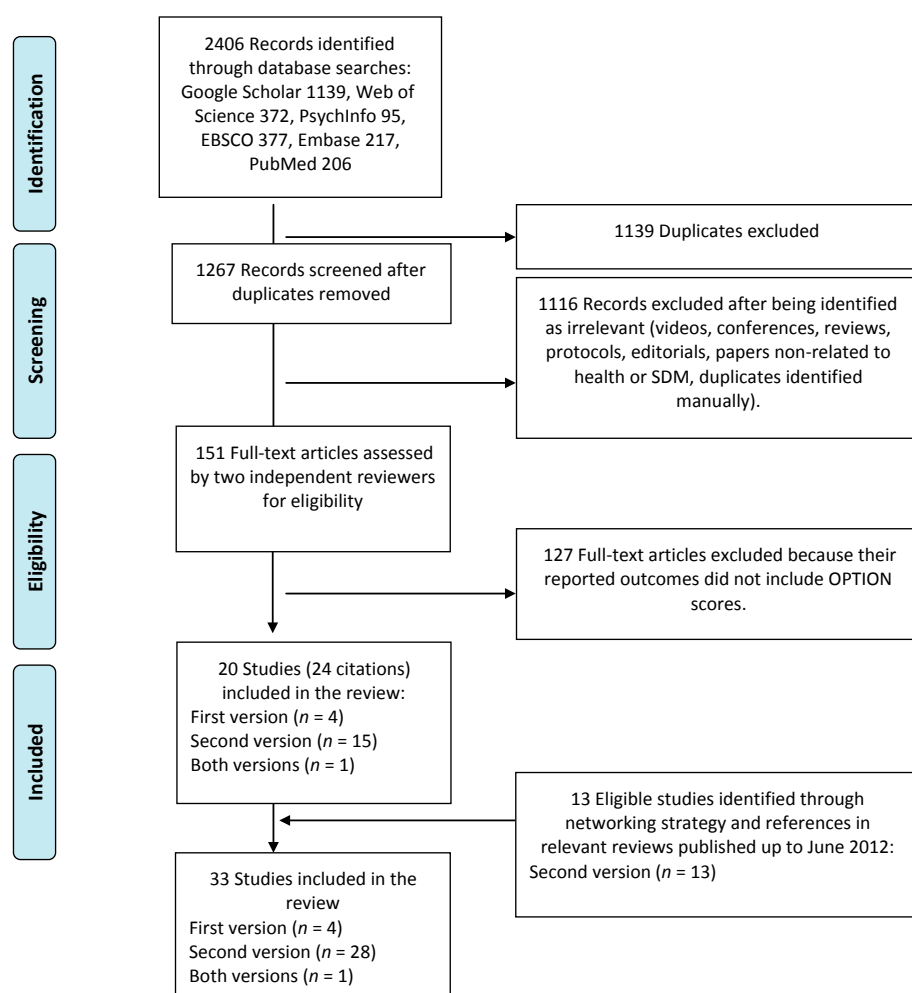 Identification
2406 Records identified
through database searches:
Google Scholar 1139, Web of
Science 372, PsychInfo 95,
EBSCO 377, Embase 217,
PubMed 206
1139 Duplicates excluded
Screening
1267 Records screened after
duplicates removed
1116 Records excluded after being identified
as irrelevant (videos, conferences, reviews,
protocols, editorials, papers non-related to
health or SDM, duplicates identified
manually).
Eligibility
151 Full-text articles assessed
by two independent reviewers
for eligibility
127 Full-text articles excluded because their
reported outcomes did not include OPTION
scores.
Included
20 Studies (24 citations)
included in the review:
First version (n = 4)
Second version (n = 15)
Both versions (n = 1)
13 Eligible studies identified through
networking strategy and references in
relevant reviews published up to June 2012:
Second version (n = 13)
33 Studies included in the
review
First version (n = 4)
Second version (n = 28)
Both versions (n = 1)